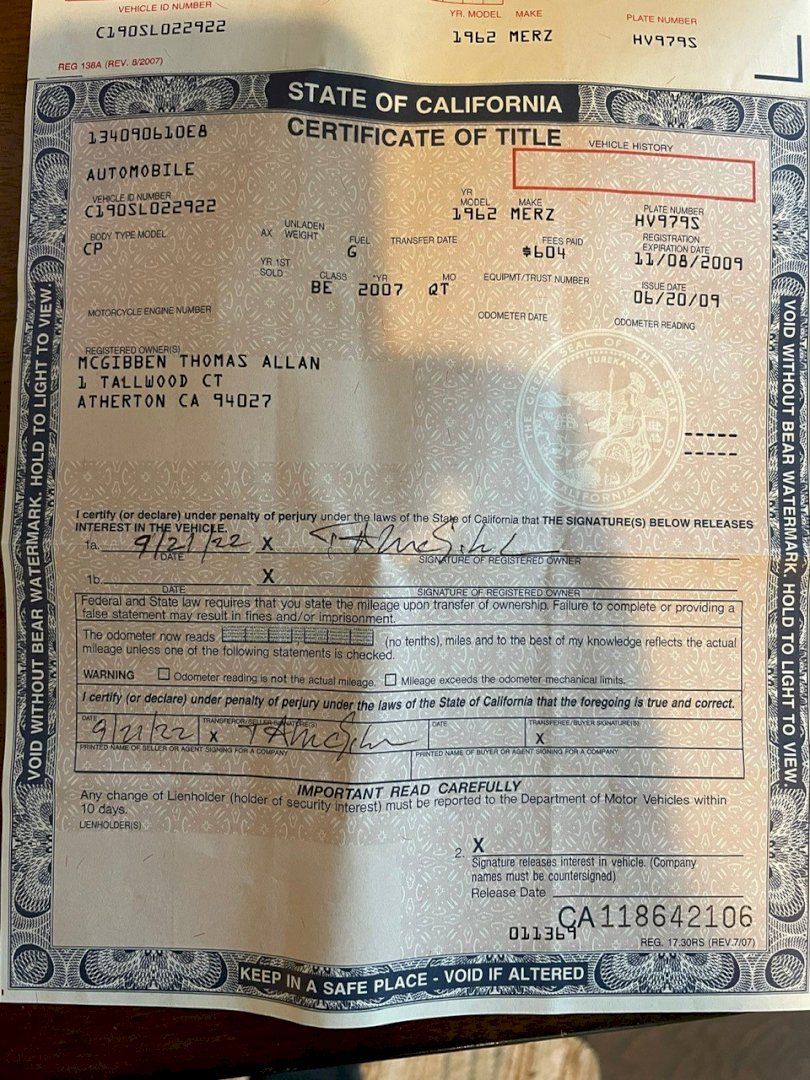 VEHICLE ID NUMBER YR. MODEL MAKE PLATE NUMBER
C190SL022922 1962 MERZ HV979S
REG 138A (REV. 8/2007)
STATE OF CALIFORNIA
CERTIFICATE OF TITLE
134090610E8
VEHICLE HISTORY
AUTOMOBILE
VEHICLE ID NUMBER YR MODEL MAKE PLATE NUMBER
C190SL022922 1962 MERZ HV979S
BODY TYPE MODEL AX UNLADEN WEIGHT FUEL TRANSFER DATE FEES PAID REGISTRATION EXPIRATION DATE
CP G $604 11/08/2009
YR 1ST SOLD CLASS *YR MO EQUIPMT/TRUST NUMBER ISSUE DATE
BE 2007 QT 06/20/09
MOTORCYCLE ENGINE NUMBER ODOMETER DATE ODOMETER READING
REGISTERED OWNER(S)
MCGIBBEN THOMAS ALLAN
1 TALLWOOD CT
ATHERTON CA 94027
THE GREAT SEAL OF THE STATE OF CALIFORNIA
EUREKA
I certify (or declare) under penalty of perjury under the laws of the State of California that THE SIGNATURE(S) BELOW RELEASES
INTEREST IN THE VEHICLE.
1a. 9/21/22 X
DATE SIGNATURE OF REGISTERED OWNER
1b. X
DATE SIGNATURE OF REGISTERED OWNER
Federal and State law requires that you state the mileage upon transfer of ownership. Failure to complete or providing a
false statement may result in fines and/or imprisonment.
The odometer now reads (no tenths), miles and to the best of my knowledge reflects the actual
mileage unless one of the following statements is checked.
WARNING Odometer reading is not the actual mileage. Mileage exceeds the odometer mechanical limits.
I certify (or declare) under penalty of perjury under the laws of the State of California that the foregoing is true and correct.
DATE TRANSFEROR/SELLER SIGNATURE(S) DATE TRANSFEREE/BUYER SIGNATURE(S)
9/21/22 X X
PRINTED NAME OF SELLER OR AGENT SIGNING FOR A COMPANY PRINTED NAME OF BUYER OR AGENT SIGNING FOR A COMPANY
IMPORTANT READ CAREFULLY
Any change of Lienholder (holder of security interest) must be reported to the Department of Motor Vehicles within
10 days.
LIENHOLDER(S)
2. X
Signature releases interest in vehicle. (Company
names must be countersigned)
Release Date
CA118642106
011369
REG. 17.30RS (REV.7/07)
KEEP IN A SAFE PLACE - VOID IF ALTERED
VOID WITHOUT BEAR WATERMARK. HOLD TO LIGHT TO VIEW.
VOID WITHOUT BEAR WATERMARK. HOLD TO LIGHT TO VIEW.